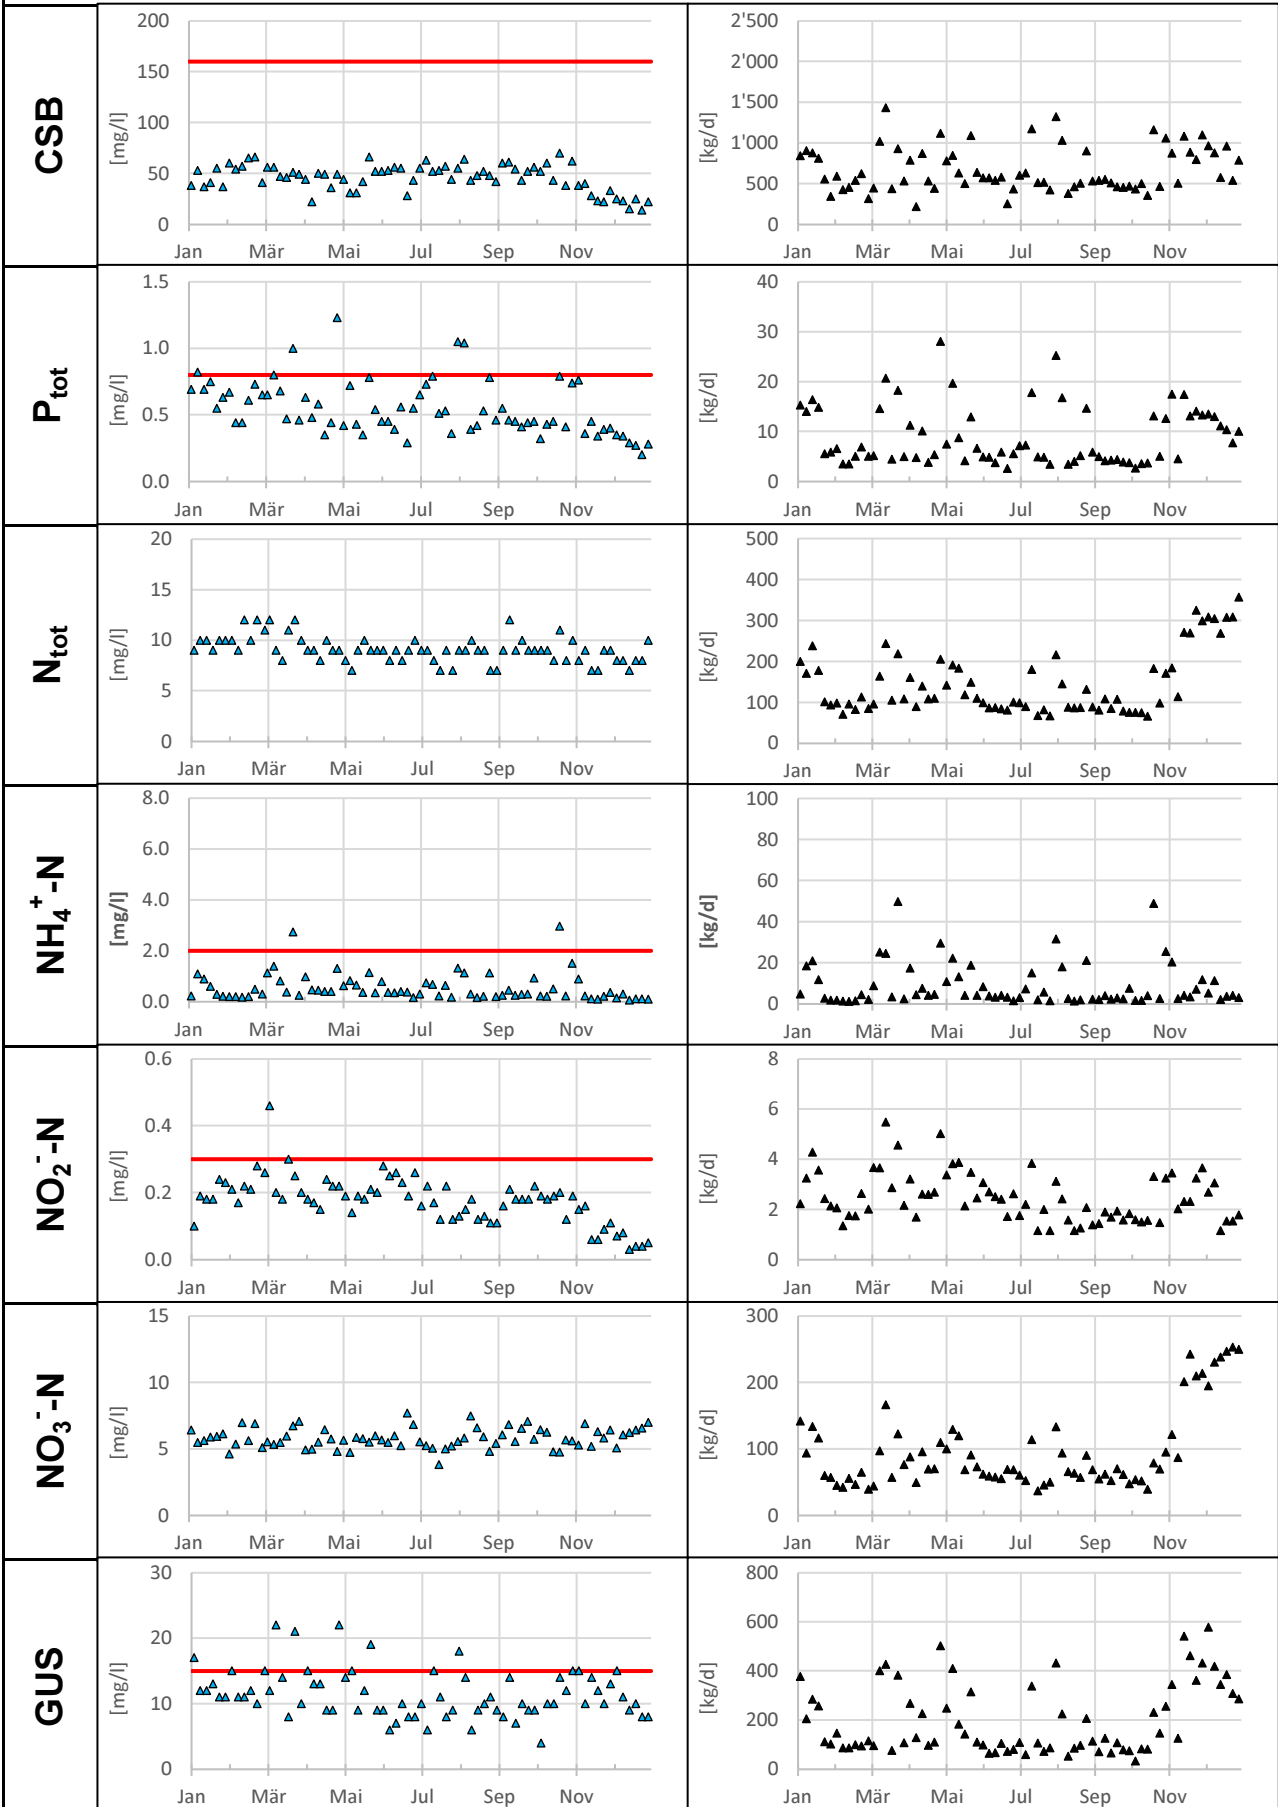 CSB
[mg/l]
200
150
100
50
0
Jan Mär Mai Jul Sep Nov
[kg/d]
2'500
2'000
1'500
1'000
500
0
Jan Mär Mai Jul Sep Nov
Ptot
[mg/l]
1.5
1.0
0.5
0.0
Jan Mär Mai Jul Sep Nov
[kg/d]
40
30
20
10
0
Jan Mär Mai Jul Sep Nov
Ntot
[mg/l]
20
15
10
5
0
Jan Mär Mai Jul Sep Nov
[kg/d]
500
400
300
200
100
0
Jan Mär Mai Jul Sep Nov
NH4+-N
[mg/l]
8.0
6.0
4.0
2.0
0.0
Jan Mär Mai Jul Sep Nov
[kg/d]
100
80
60
40
20
0
Jan Mär Mai Jul Sep Nov
NO2--N
[mg/l]
0.6
0.4
0.2
0.0
Jan Mär Mai Jul Sep Nov
[kg/d]
8
6
4
2
0
Jan Mär Mai Jul Sep Nov
NO3--N
[mg/l]
15
10
5
0
Jan Mär Mai Jul Sep Nov
[kg/d]
300
200
100
0
Jan Mär Mai Jul Sep Nov
GUS
[mg/l]
30
20
10
0
Jan Mär Mai Jul Sep Nov
[kg/d]
800
600
400
200
0
Jan Mär Mai Jul Sep Nov